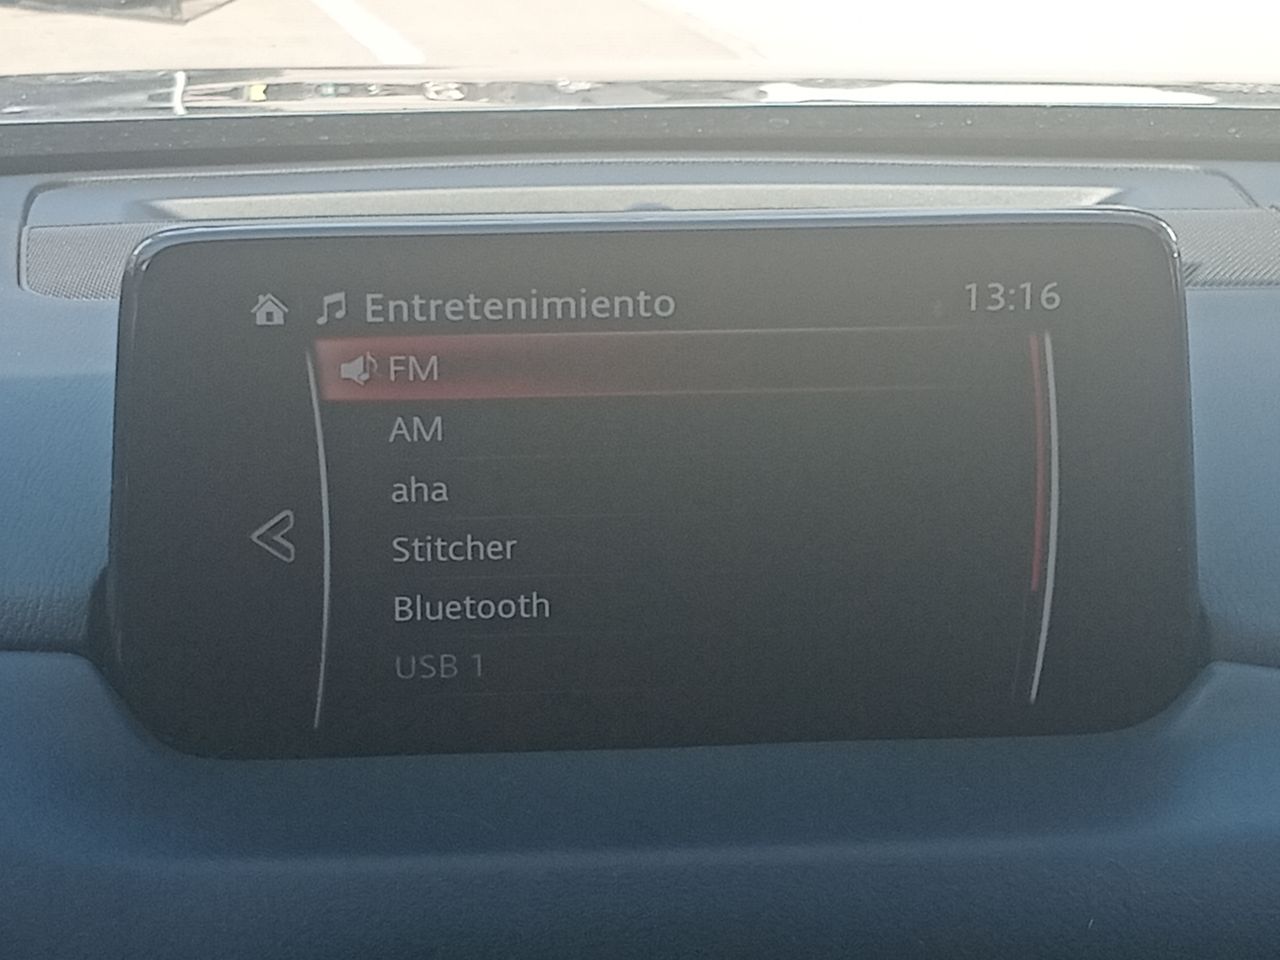 Entretenimiento
13:16
FM
AM
aha
Stitcher
Bluetooth
USB 1